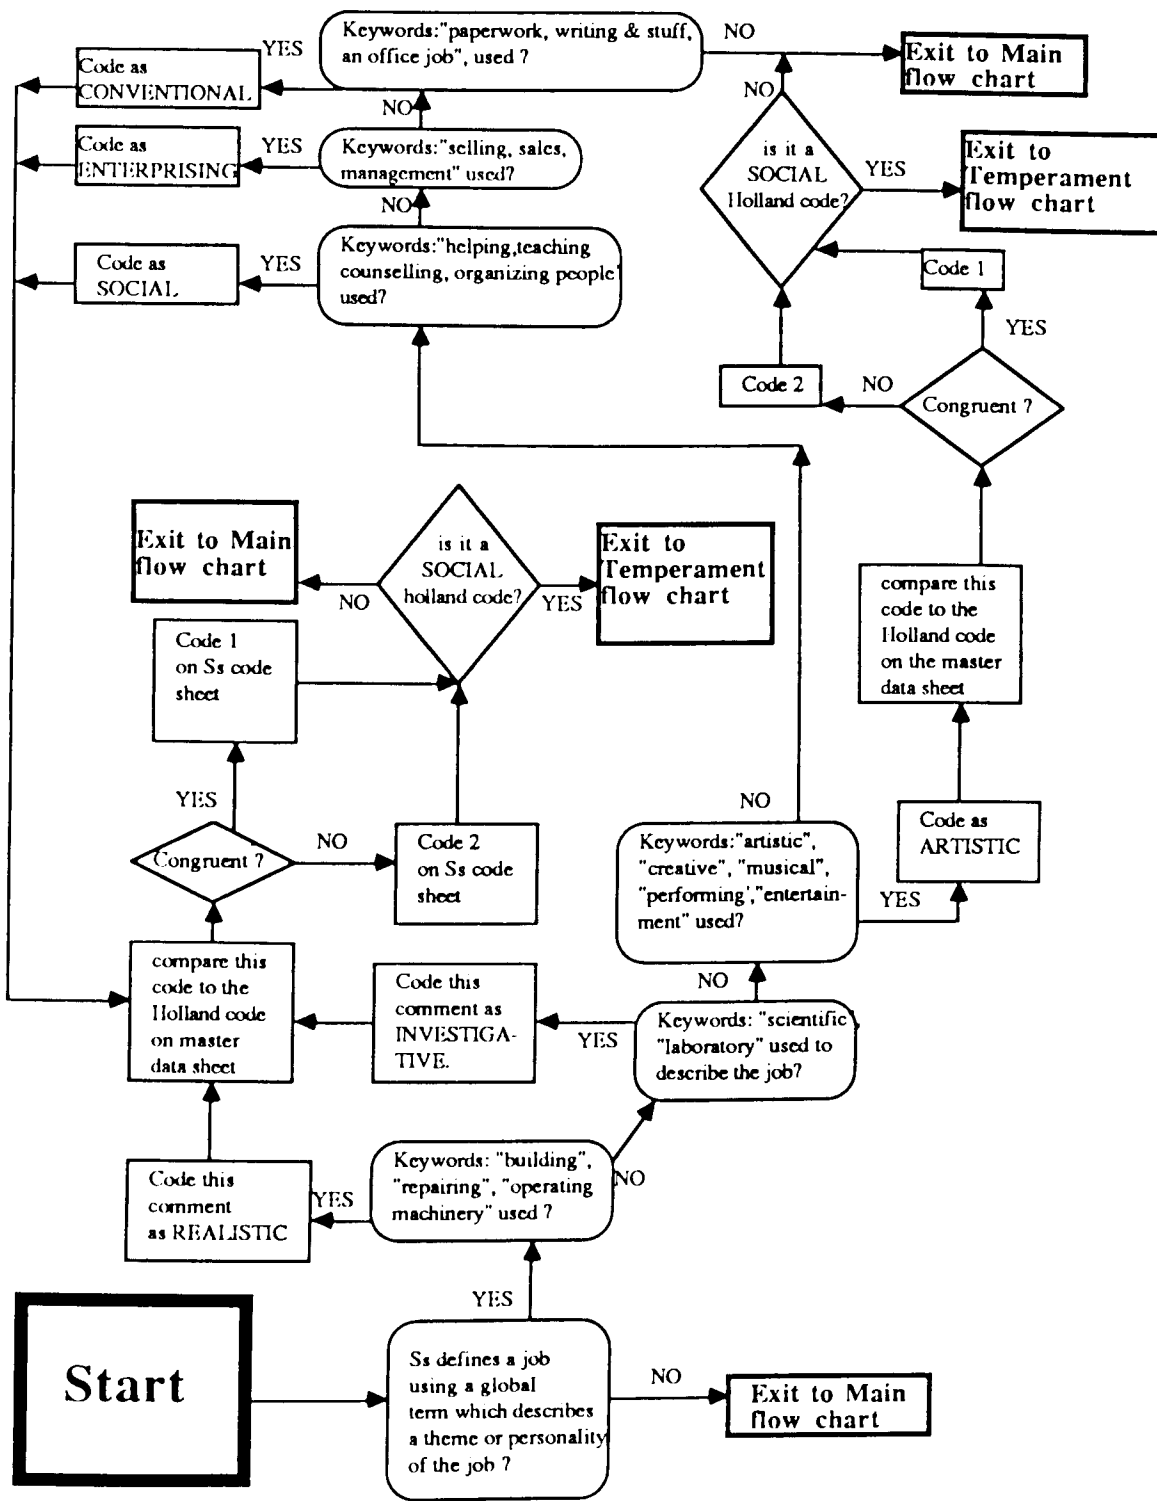 Keywords:"paperwork, writing & stuff,
an office job", used ?
YES
NO
Code as
CONVENTIONAL
Exit to Main
flow chart
NO
NO
Code as
ENTERPRISING
YES
Keywords:"selling, sales,
management" used?
is it a
SOCIAL
Holland code?
YES
Exit to
Temperament
flow chart
NO
Code as
SOCIAL
YES
Keywords:"helping,teaching
counselling, organizing people'
used?
Code 1
YES
Code 2
NO
Congruent ?
Exit to Main
flow chart
is it a
SOCIAL
holland code?
Exit to
Temperament
flow chart
NO
YES
compare this
code to the
Holland code
on the master
data sheet
Code 1
on Ss code
sheet
YES
NO
NO
Congruent ?
Code 2
on Ss code
sheet
Keywords:"artistic",
"creative", "musical",
"performing',"entertain-
ment" used?
Code as
ARTISTIC
YES
compare this
code to the
Holland code
on master
data sheet
Code this
comment as
INVESTIGA-
TIVE.
NO
YES
Keywords: "scientific',
"laboratory" used to
describe the job?
Code this
comment
as REALISTIC
YES
Keywords: "building",
"repairing", "operating
machinery" used ?
NO
YES
Start
Ss defines a job
using a global
term which describes
a theme or personality
of the job ?
NO
Exit to Main
flow chart